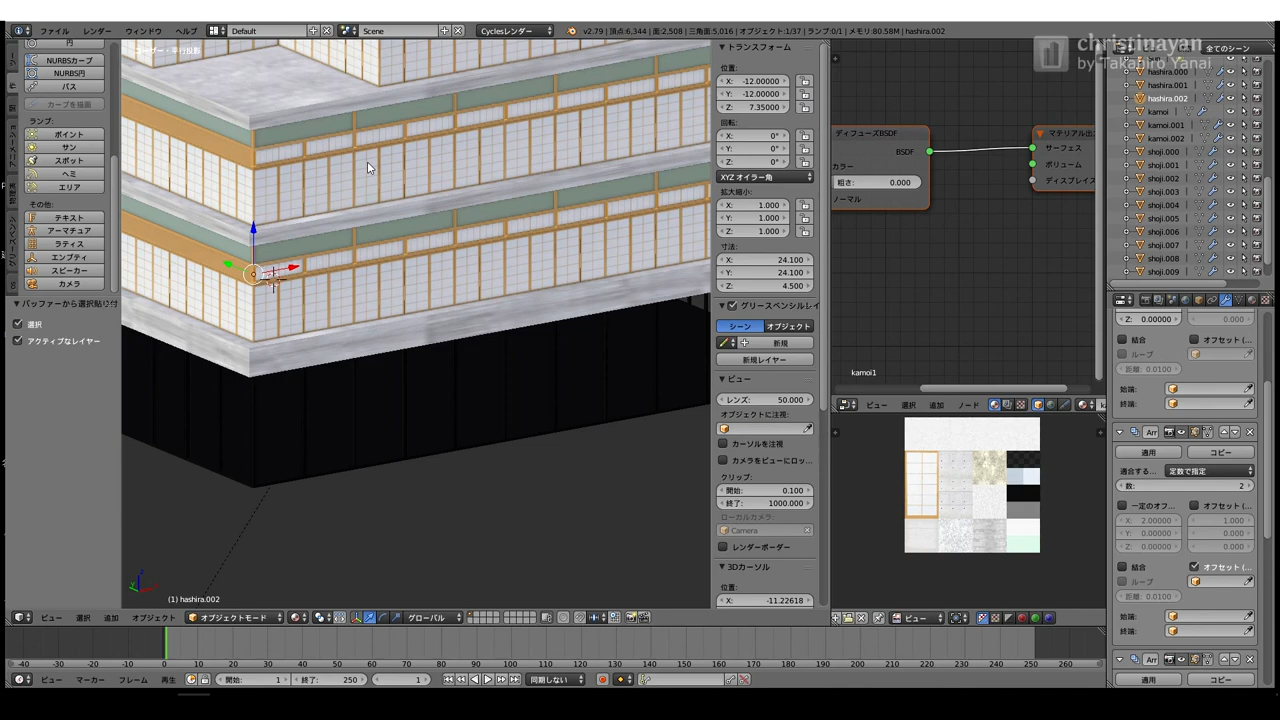 ファイル レンダー ウィンドウ ヘルプ Default Scene Cyclesレンダー v2.79 | 頂点:6,344 | 面:2,508 | 三角面:5,016 | オブジェクト:1/37 | ランプ:0/1 | メモリ:80.58M | hashira.002
christinayan
by Takahiro Yanai
円
NURBSカーブ
NURBS円
パス
カーブを描画
ランプ:
ポイント
サン
スポット
ヘミ
エリア
その他:
テキスト
アーマチュア
ラティス
エンプティ
スピーカー
カメラ
バッファーから選択貼り付
選択
アクティブなレイヤー
ユーザー・平行投影
(1) hashira.002
トランスフォーム
位置:
X: -12.00000
Y: -12.00000
Z: 7.35000
回転:
X: 0°
Y: 0°
Z: 0°
XYZ オイラー角
拡大縮小:
X: 1.000
Y: 1.000
Z: 1.000
寸法:
X: 24.100
Y: 24.100
Z: 4.500
グリースペンシルレイ
シーン オブジェクト
新規
新規レイヤー
ビュー
レンズ: 50.000
オブジェクトに注視:
カーソルを注視
カメラをビューにロッ...
クリップ:
開始: 0.100
終了: 1000.000
ローカルカメラ:
Camera
レンダーボーダー
3Dカーソル
位置:
X: -11.22618
ディフューズBSDF
BSDF
カラー
粗さ: 0.000
ノーマル
マテリアル出
サーフェス
ボリューム
ディスプレイス
kamoi1
ビュー 選択 追加 ノード
ビュー
全てのシーン
hashira.000
hashira.001
hashira.002
kamoi
kamoi.001
kamoi.002
shoji.000
shoji.001
shoji.002
shoji.003
shoji.004
shoji.005
shoji.006
shoji.007
shoji.008
shoji.009
Z: 0.00000 0.000
結合 オフセット (
ループ
距離: 0.0100
始端:
終端:
Arr
適用 コピー
適合する... 定数で指定
数: 2
一定のオフ... オフセット (
X: 2.00000 1.000
Y: 0.00000 0.000
Z: 0.00000 0.000
結合 オフセット (
ループ
距離: 0.0100
始端:
終端:
Arr
適用 コピー
ビュー 選択 追加 オブジェクト オブジェクトモード グローバル
-40 -30 -20 -10 0 10 20 30 40 50 60 70 80 90 100 110 120 130 140 150 160 170 180 190 200 210 220 230 240 250 260
ビュー マーカー フレーム 再生 開始: 1 終了: 250 1 同期しない